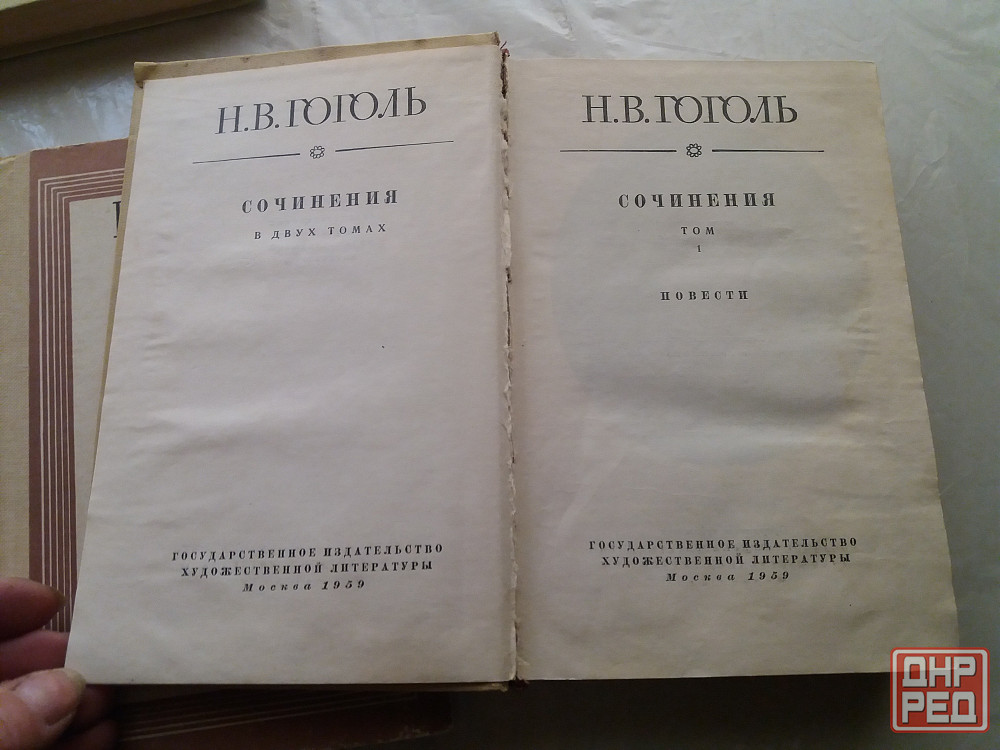 Н.В.ГОГОЛЬ
СОЧИНЕНИЯ
В ДВУХ ТОМАХ
ГОСУДАРСТВЕННОЕ ИЗДАТЕЛЬСТВО
ХУДОЖЕСТВЕННОЙ ЛИТЕРАТУРЫ
Москва 1959
Н.В.ГОГОЛЬ
СОЧИНЕНИЯ
ТОМ
1
ПОВЕСТИ
ГОСУДАРСТВЕННОЕ ИЗДАТЕЛЬСТВО
ХУДОЖЕСТВЕННОЙ ЛИТЕРАТУРЫ
Москва 1959
ДНР
РЕД